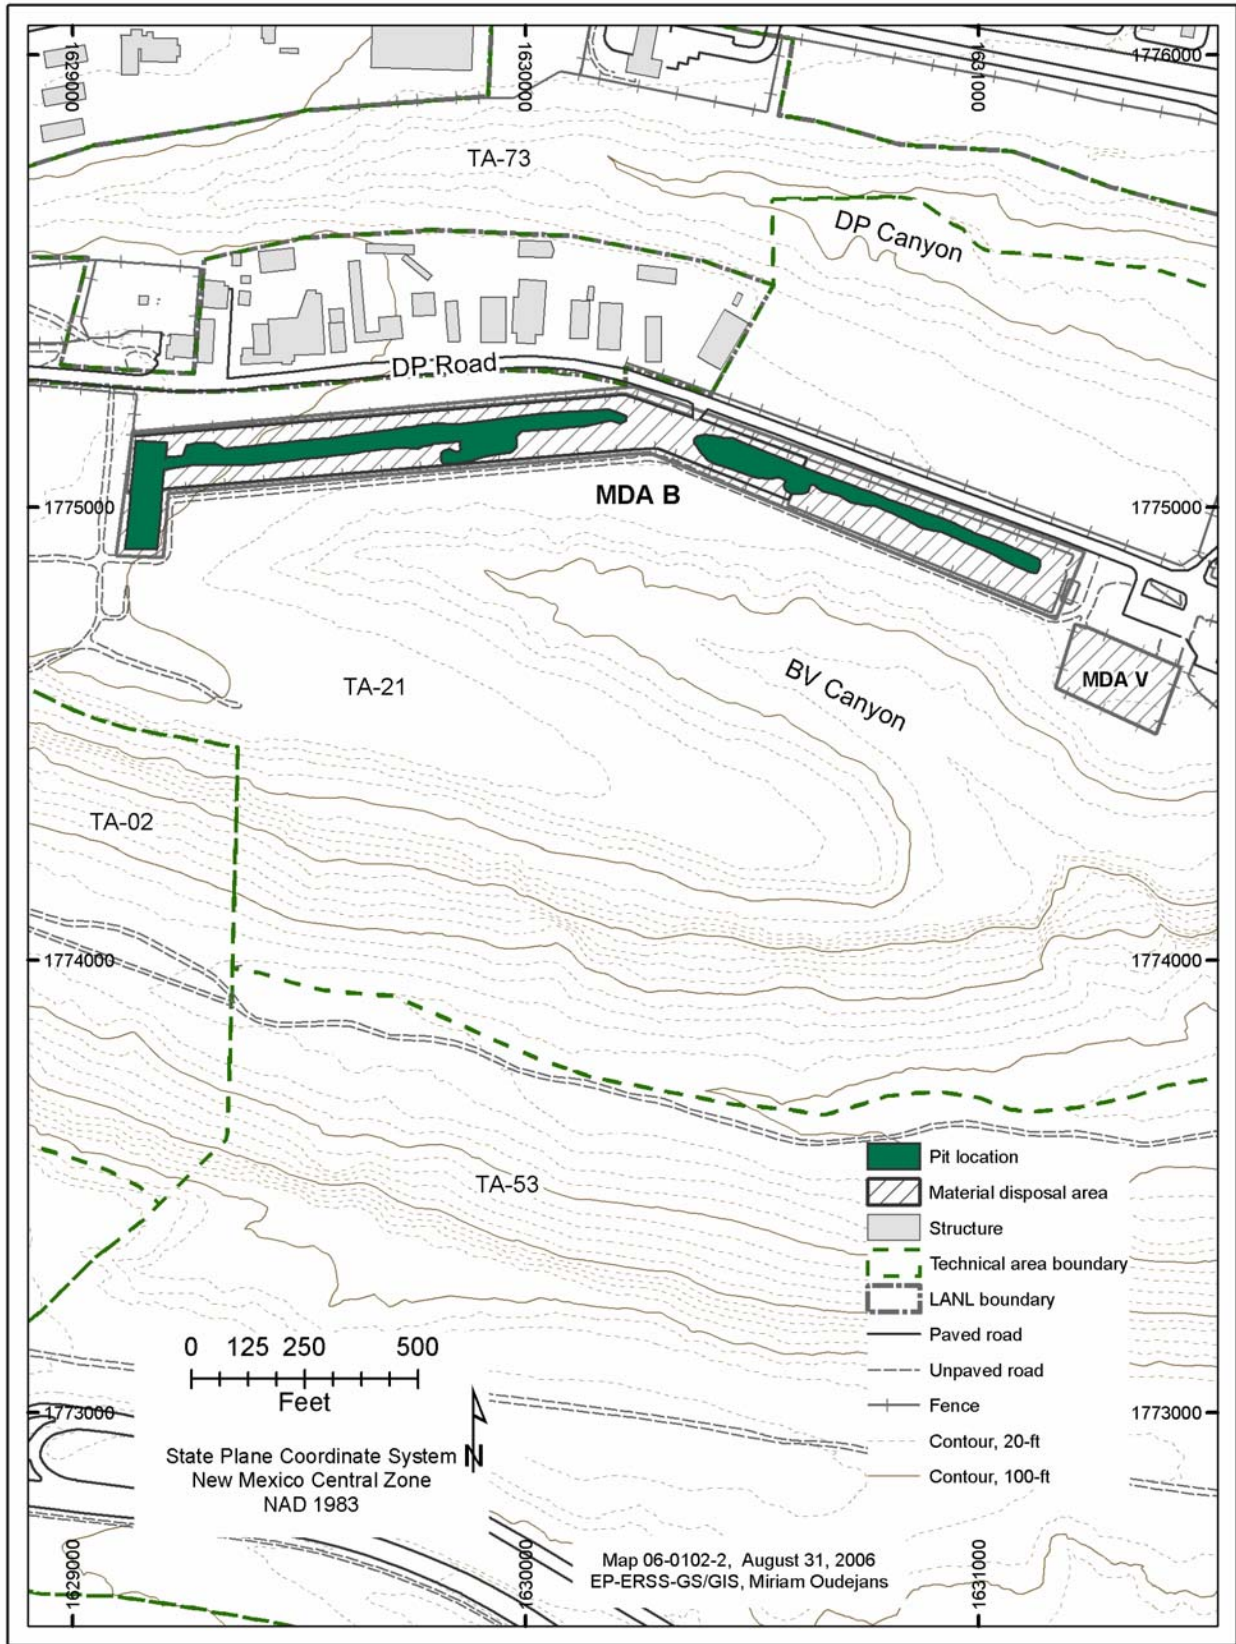 1629000
1630000
1631000
1776000
TA-73
DP Canyon
DP Road
1775000
MDA B
1775000
TA-21
BV Canyon
MDA V
TA-02
1774000
1774000
TA-53
Pit location
Material disposal area
Structure
Technical area boundary
LANL boundary
Paved road
Unpaved road
Fence
Contour, 20-ft
Contour, 100-ft
0 125 250 500
Feet
1773000
1773000
State Plane Coordinate System
New Mexico Central Zone
NAD 1983
N
Map 06-0102-2, August 31, 2006
EP-ERSS-GS/GIS, Miriam Oudejans
1629000
1630000
1631000